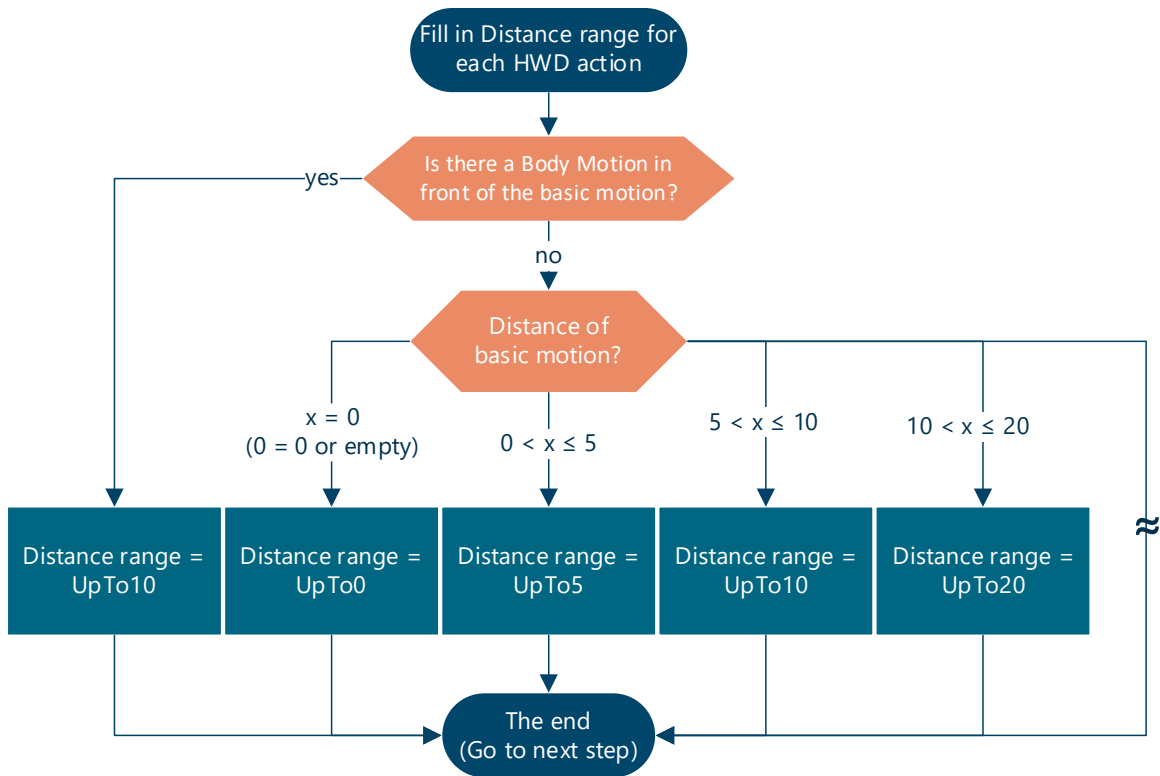 Fill in Distance range for
each HWD action
Is there a Body Motion in
front of the basic motion?
yes
no
Distance of
basic motion?
x = 0
(0 = 0 or empty)
0 < x ≤ 5
5 < x ≤ 10
10 < x ≤ 20
≈
Distance range =
UpTo10
Distance range =
UpTo0
Distance range =
UpTo5
Distance range =
UpTo10
Distance range =
UpTo20
The end
(Go to next step)